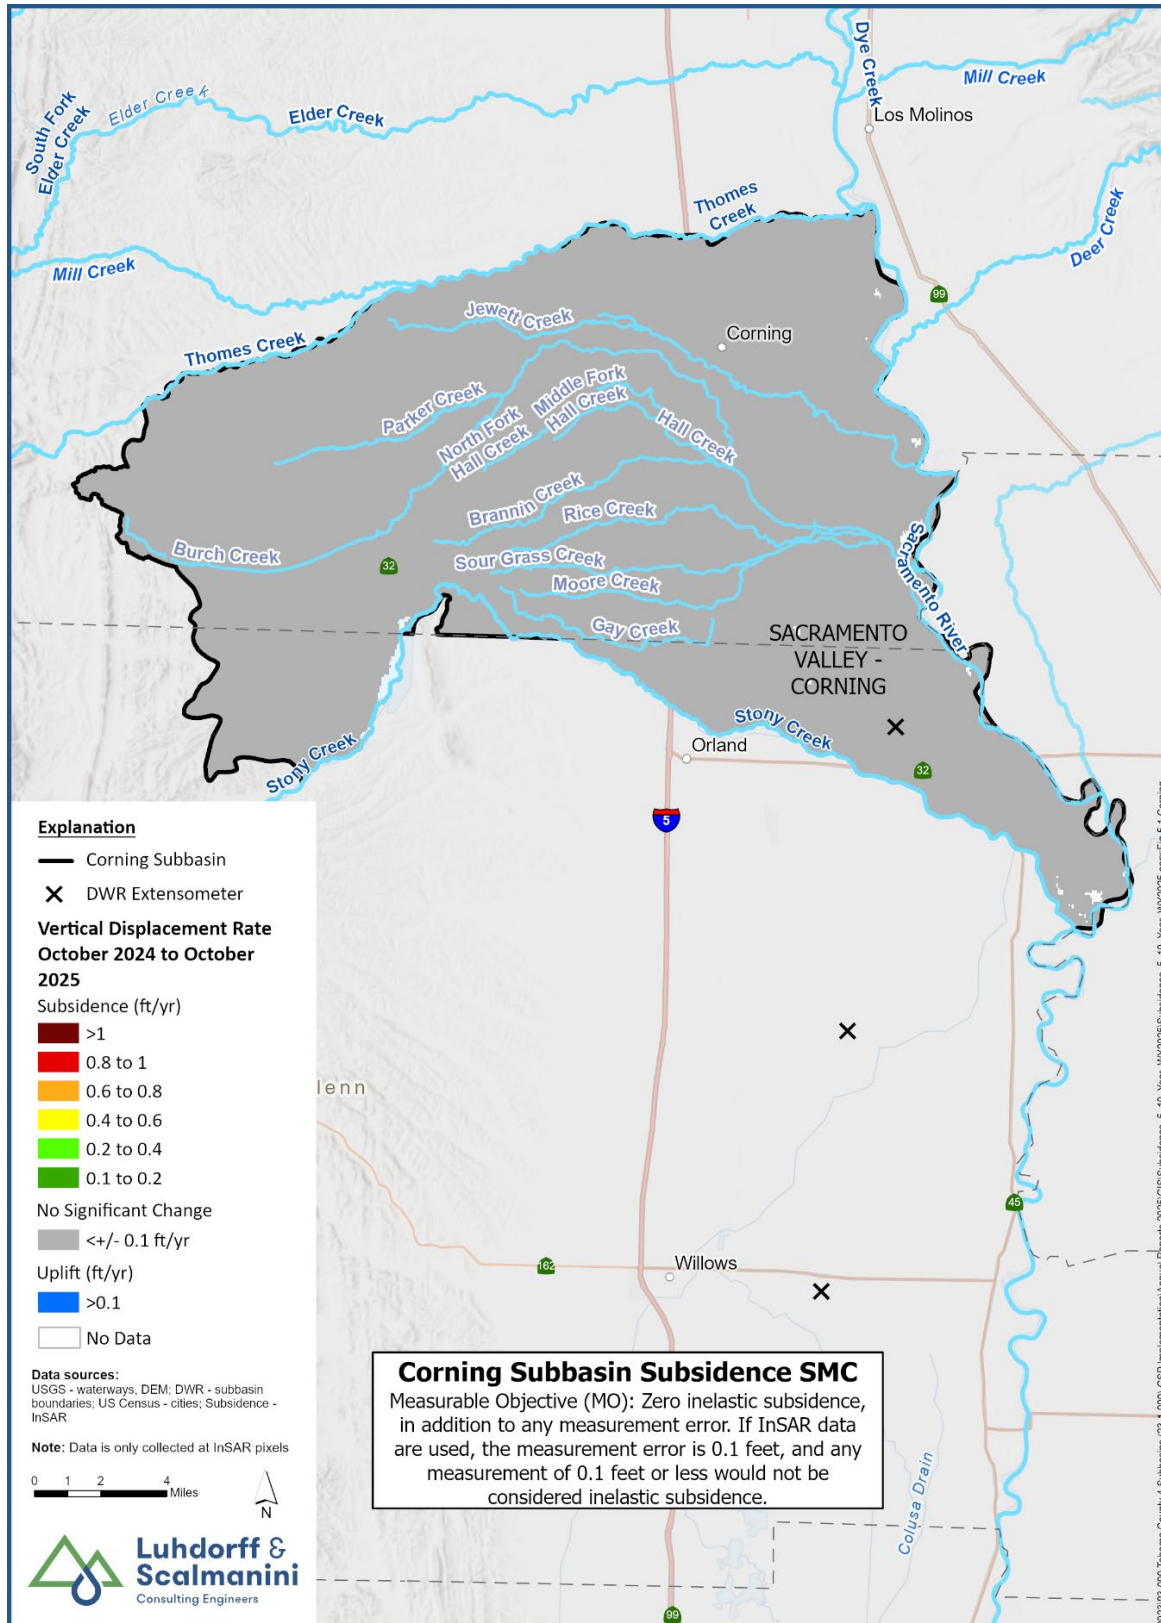 Dye Creek
Mill Creek
Los Molinos
Elder Creek
Elder Creek
South Fork
Elder Creek
Thomes
Creek
Deer Creek
Mill Creek
99
Jewett Creek
Corning
Thomes Creek
Parker Creek
Middle Fork
Hall Creek
North Fork
Hall Creek
Hall Creek
Brannin Creek
Rice Creek
Burch Creek
32
Sour Grass Creek
Moore Creek
Sacramento River
Gay Creek
SACRAMENTO
VALLEY -
CORNING
Stony Creek
Stony Creek
Orland
32
5
Explanation
Corning Subbasin
DWR Extensometer
Vertical Displacement Rate
October 2024 to October
2025
Subsidence (ft/yr)
>1
0.8 to 1
0.6 to 0.8
0.4 to 0.6
0.2 to 0.4
0.1 to 0.2
No Significant Change
<+/- 0.1 ft/yr
Uplift (ft/yr)
>0.1
No Data
lenn
45
162
Willows
Data sources:
USGS - waterways, DEM; DWR - subbasin
boundaries; US Census - cities; Subsidence -
InSAR
Note: Data is only collected at InSAR pixels
0 1 2 4
Miles
N
Luhdorff &
Scalmanini
Consulting Engineers
Corning Subbasin Subsidence SMC
Measurable Objective (MO): Zero inelastic subsidence,
in addition to any measurement error. If InSAR data
are used, the measurement error is 0.1 feet, and any
measurement of 0.1 feet or less would not be
considered inelastic subsidence.
Colusa Drain
99